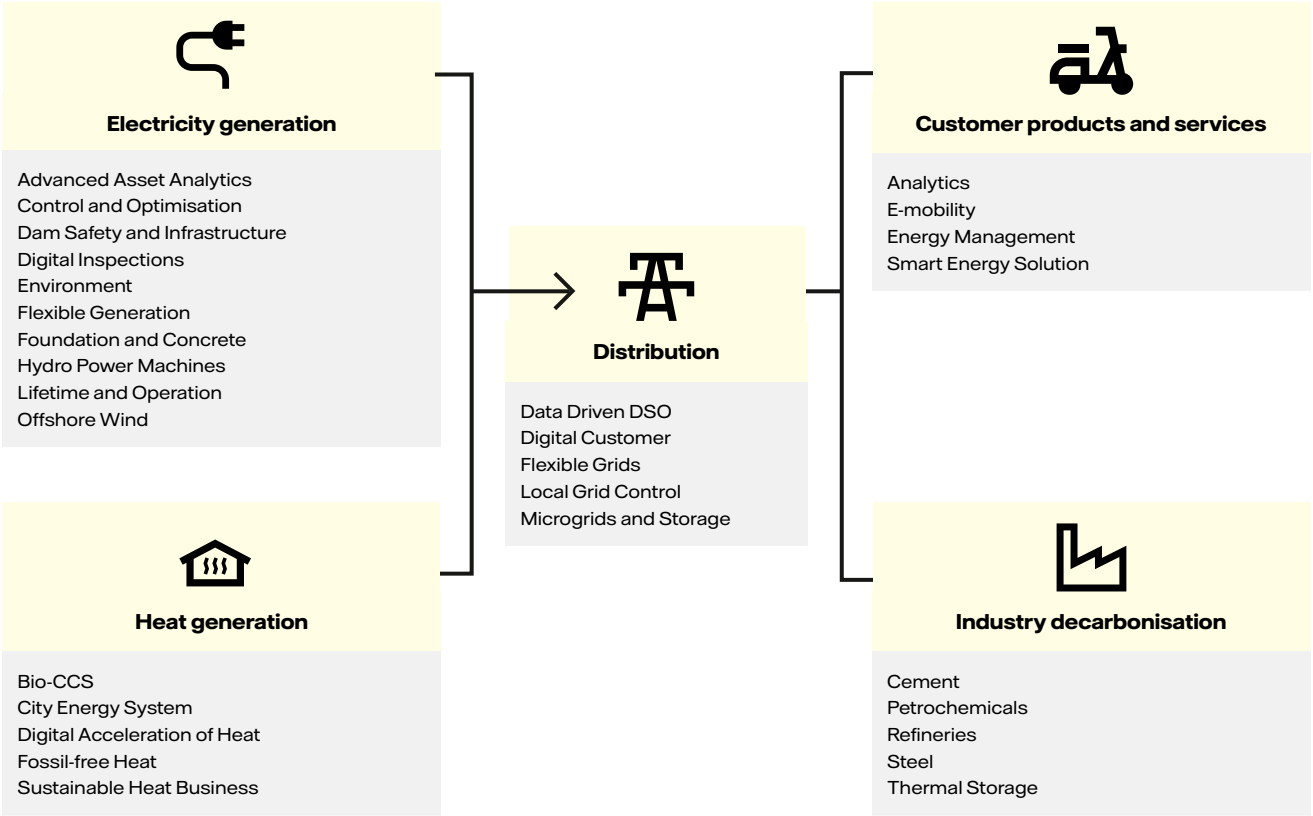 Electricity generation
Advanced Asset Analytics
Control and Optimisation
Dam Safety and Infrastructure
Digital Inspections
Environment
Flexible Generation
Foundation and Concrete
Hydro Power Machines
Lifetime and Operation
Offshore Wind
Heat generation
Bio-CCS
City Energy System
Digital Acceleration of Heat
Fossil-free Heat
Sustainable Heat Business
Distribution
Data Driven DSO
Digital Customer
Flexible Grids
Local Grid Control
Microgrids and Storage
Customer products and services
Analytics
E-mobility
Energy Management
Smart Energy Solution
Industry decarbonisation
Cement
Petrochemicals
Refineries
Steel
Thermal Storage